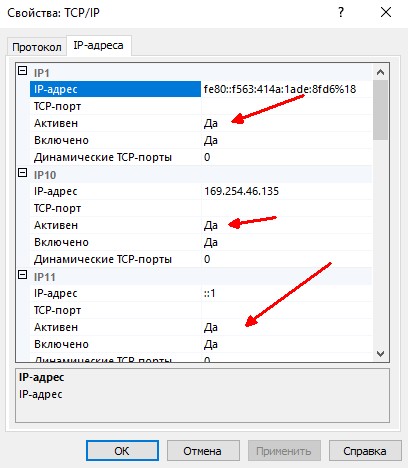 Свойства: TCP/IP
Протокол IP-адреса
IP1
IP-адрес fe80::f563:414a:1ade:8fd6%18
TCP-порт
Активен Да
Включено Да
Динамические TCP-порты 0
IP10
IP-адрес 169.254.46.135
TCP-порт
Активен Да
Включено Да
Динамические TCP-порты 0
IP11
IP-адрес ::1
TCP-порт
Активен Да
Включено Да
Динамические TCP-порты 0
IP-адрес
IP-адрес
ОК Отмена Применить Справка